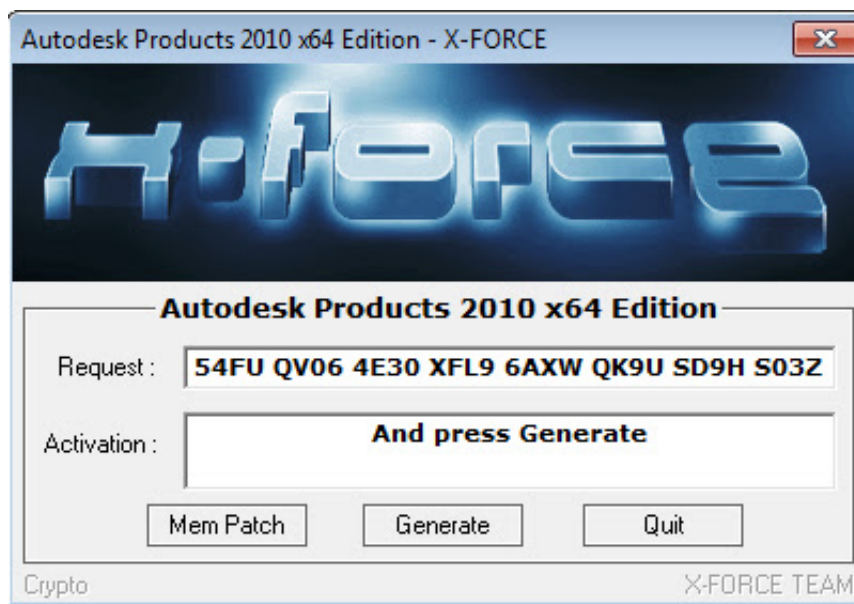 Autodesk Products 2010 x64 Edition - X-FORCE
x·force
Autodesk Products 2010 x64 Edition
Request : 54FU QV06 4E30 XFL9 6AXW QK9U SD9H S03Z
Activation : And press Generate
Mem Patch Generate Quit
Crypto X-FORCE TEAM